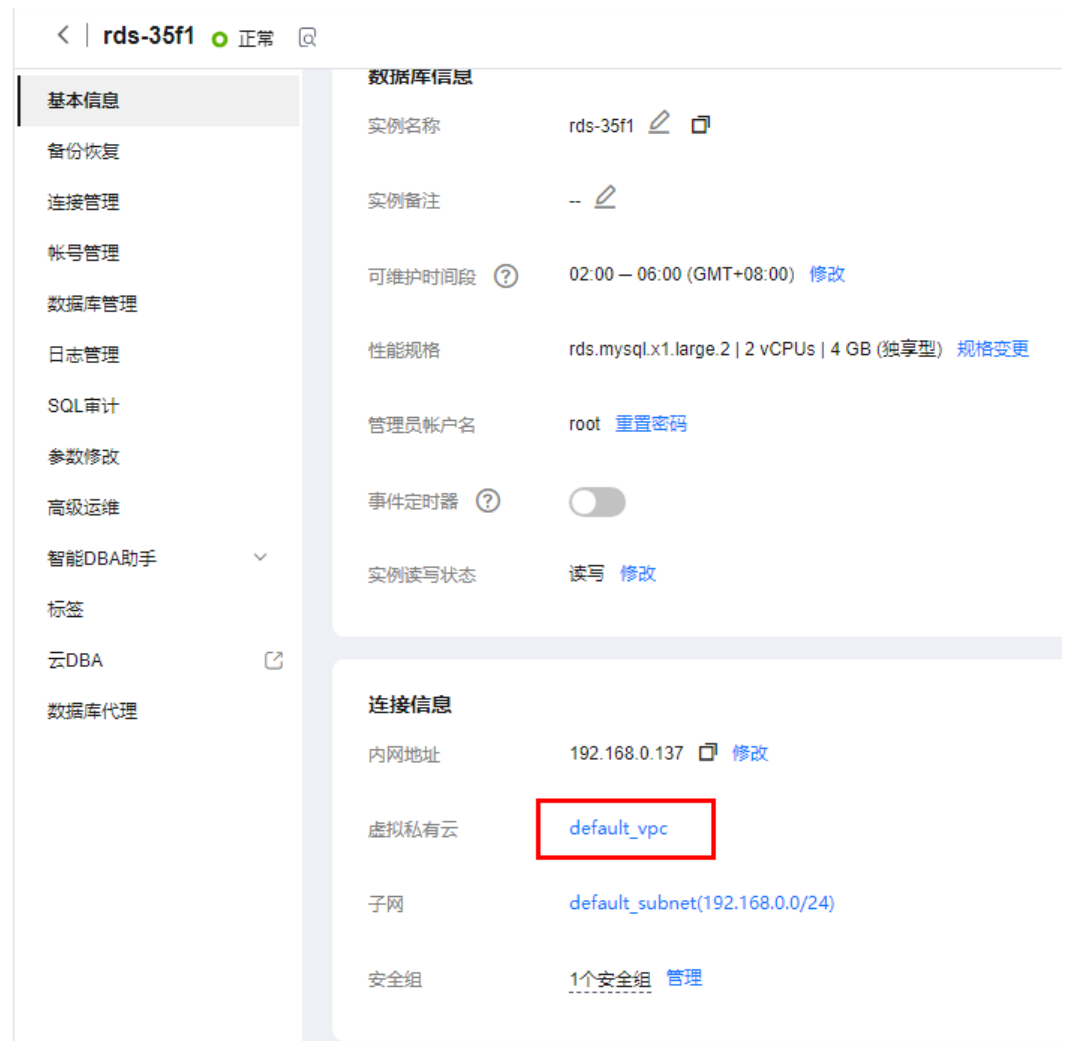 rds-35f1 正常
基本信息
备份恢复
连接管理
帐号管理
数据库管理
日志管理
SQL审计
参数修改
高级运维
智能DBA助手
标签
云DBA
数据库代理
数据库信息
实例名称 rds-35f1
实例备注 --
可维护时间段 ? 02:00 — 06:00 (GMT+08:00) 修改
性能规格 rds.mysql.x1.large.2 | 2 vCPUs | 4 GB (独享型) 规格变更
管理员帐户名 root 重置密码
事件定时器 ?
实例读写状态 读写 修改
连接信息
内网地址 192.168.0.137 修改
虚拟私有云 default_vpc
子网 default_subnet(192.168.0.0/24)
安全组 1个安全组 管理